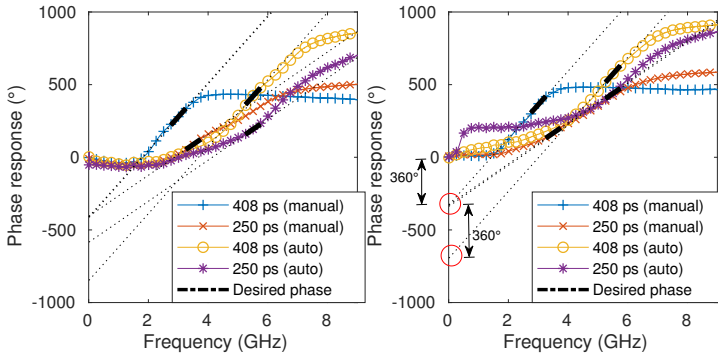 1000
500
0
-500
-1000
Phase response (°)
0 2 4 6 8
Frequency (GHz)
408 ps (manual)
250 ps (manual)
408 ps (auto)
250 ps (auto)
Desired phase
1000
500
0
-500
-1000
Phase response (°)
360°
360°
0 2 4 6 8
Frequency (GHz)
408 ps (manual)
250 ps (manual)
408 ps (auto)
250 ps (auto)
Desired phase